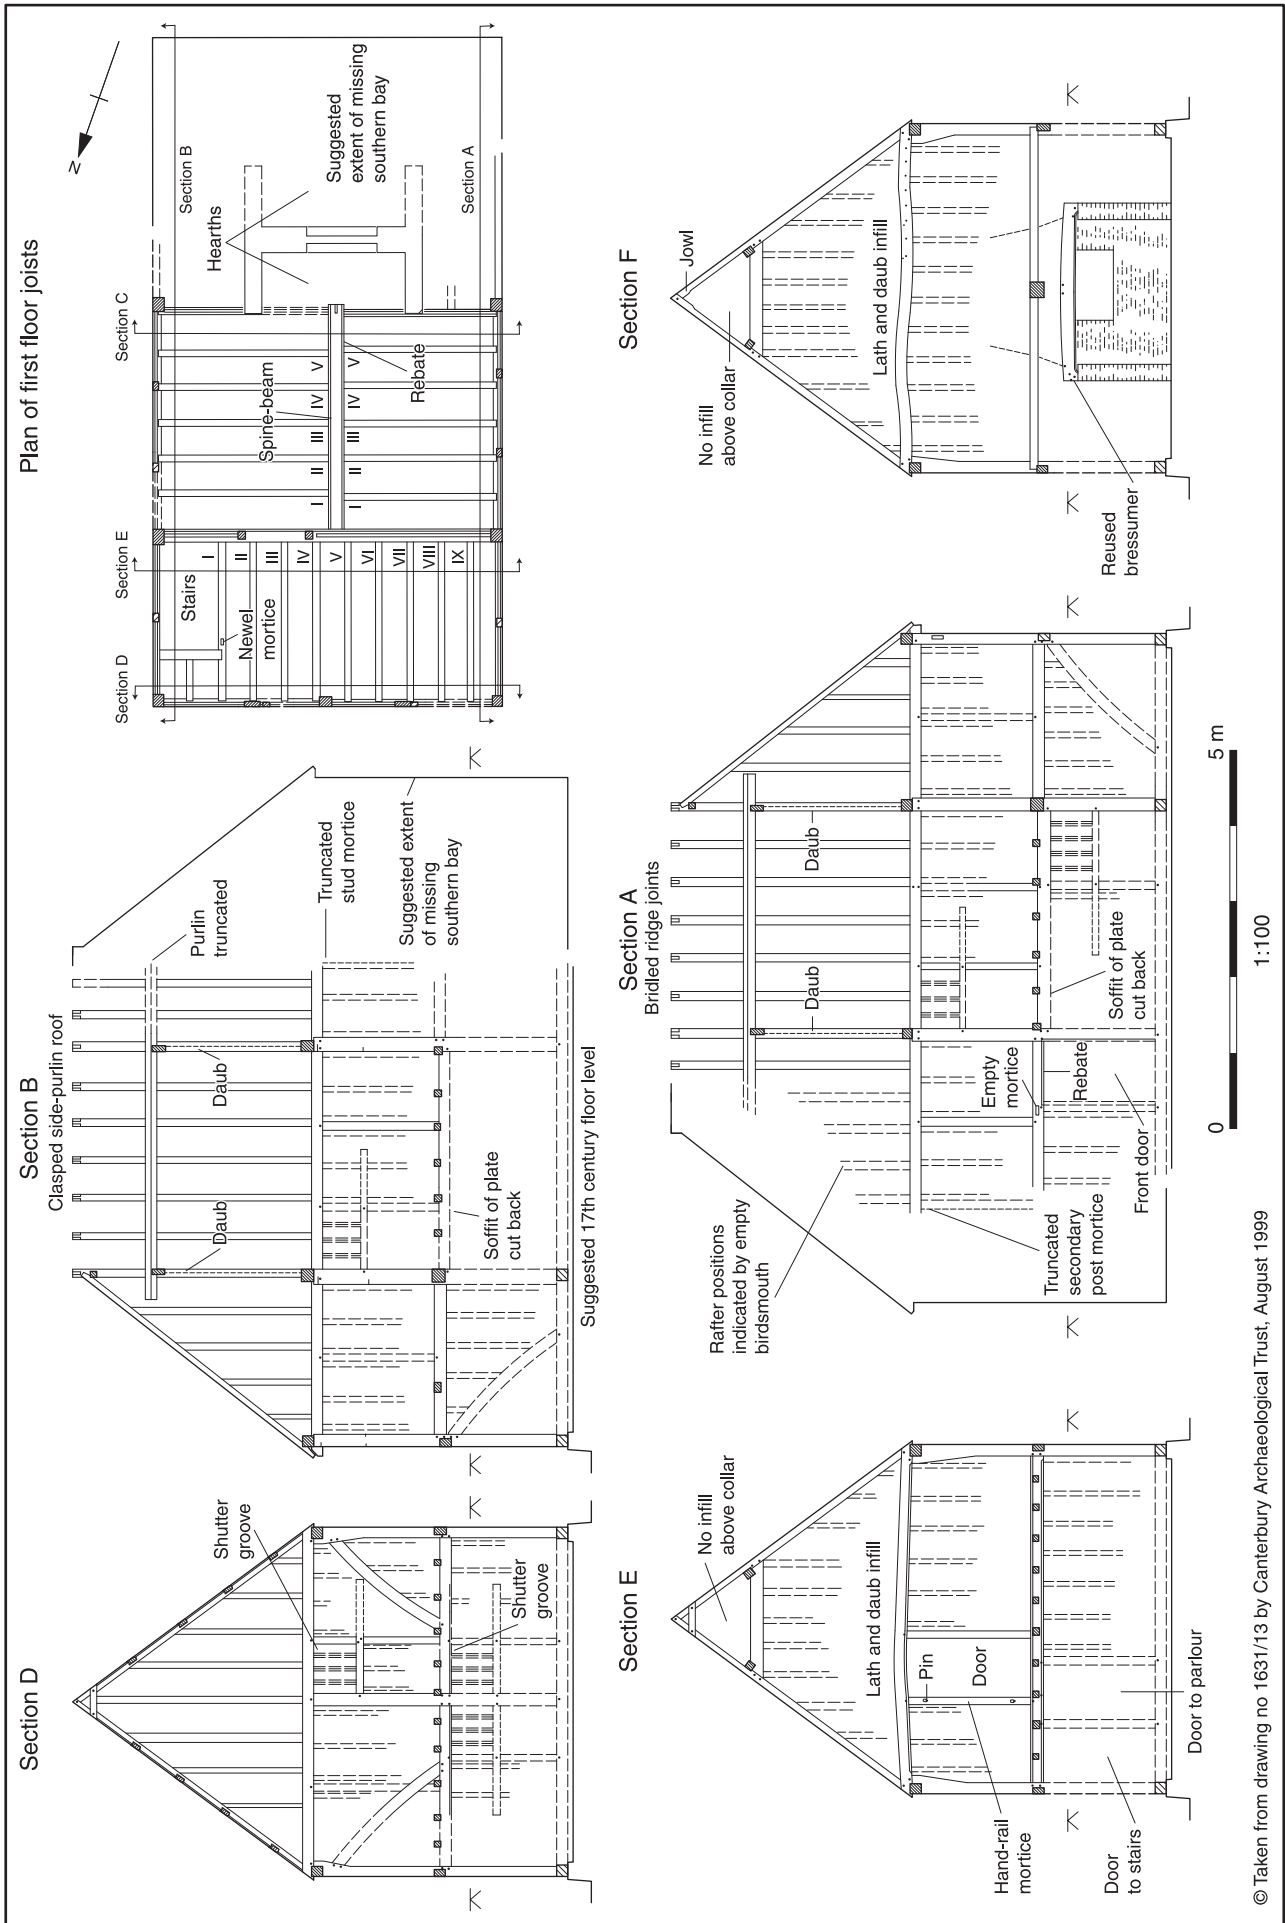 Section D
Shutter
groove
Shutter
groove
Section B
Clasped side-purlin roof
Purlin
truncated
Daub
Daub
Truncated
stud mortice
Suggested extent
of missing
southern bay
Soffit of plate
cut back
Suggested 17th century floor level
Plan of first floor joists
N
Section D
Section E
Section C
Section B
Section A
Stairs
Newel
mortice
I
II
III
IV
V
VI
VII
VIII
IX
Spine-beam
I
II
III
IV
V
I
II
III
IV
V
Rebate
Hearths
Suggested
extent of missing
southern bay
Section E
No infill
above collar
Lath and daub infill
Pin
Door
Hand-rail
mortice
Door
to stairs
Door to parlour
Section A
Bridled ridge joints
Daub
Daub
Rafter positions
indicated by empty
birdsmouth
Empty
mortice
Rebate
Soffit of plate
cut back
Truncated
secondary
post mortice
Front door
Section F
Jowl
No infill
above collar
Lath and daub infill
Reused
bressumer
0
5 m
1:100
© Taken from drawing no 1631/13 by Canterbury Archaeological Trust, August 1999